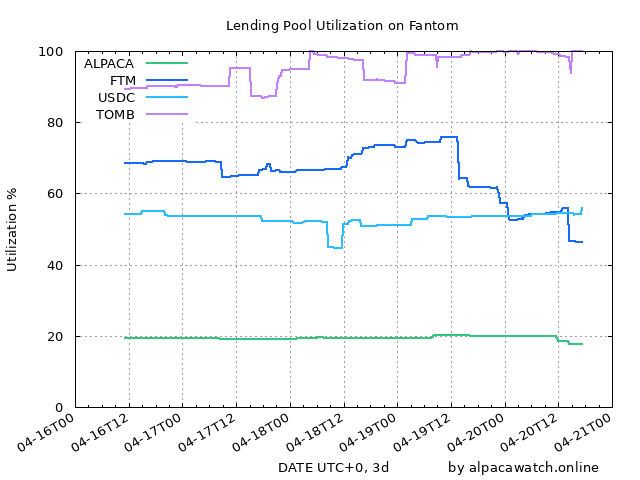 Lending Pool Utilization on Fantom
Utilization %
100
80
60
40
20
0
ALPACA
FTM
USDC
TOMB
04-16T00
04-16T12
04-17T00
04-17T12
04-18T00
04-18T12
04-19T00
04-19T12
04-20T00
04-20T12
04-21T00
DATE UTC+0, 3d
by alpacawatch.online